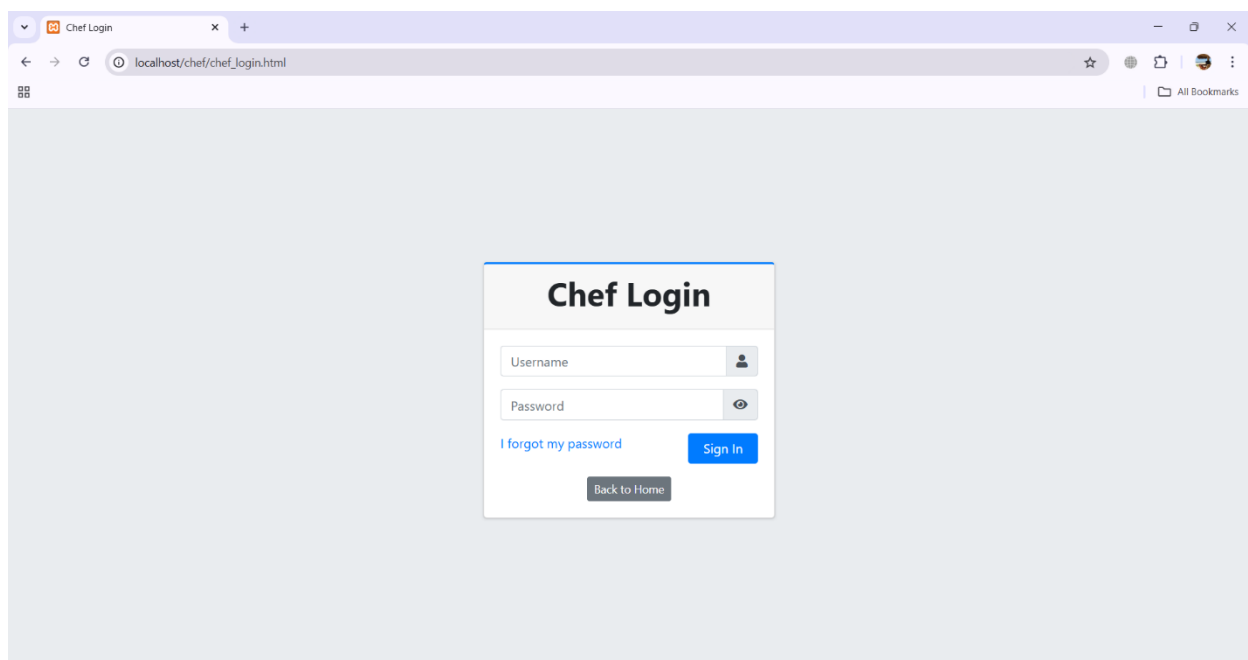 Chef Login
localhost/chef/chef_login.html
All Bookmarks
Chef Login
Username
Password
I forgot my password
Sign In
Back to Home